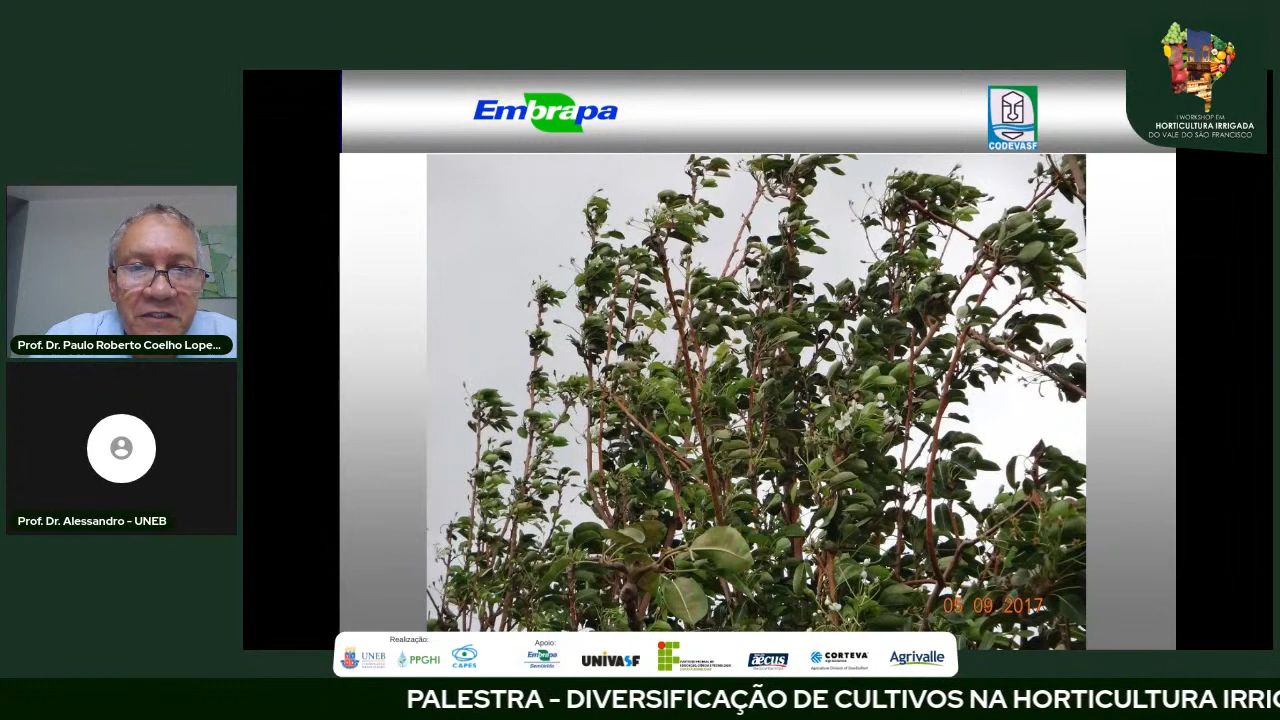 Embrapa
CODEVASF
I WORKSHOP EM
HORTICULTURA IRRIGADA
DO VALE DO SÃO FRANCISCO
Prof. Dr. Paulo Roberto Coelho Lope...
Prof. Dr. Alessandro - UNEB
05 09 2017
Realização:
UNEB
PPGHI
CAPES
Apoio:
Embrapa
Semiárido
UNIVASF
aecus
CORTEVA
agriscience
Agrivalle
PALESTRA - DIVERSIFICAÇÃO DE CULTIVOS NA HORTICULTURA IRRIG